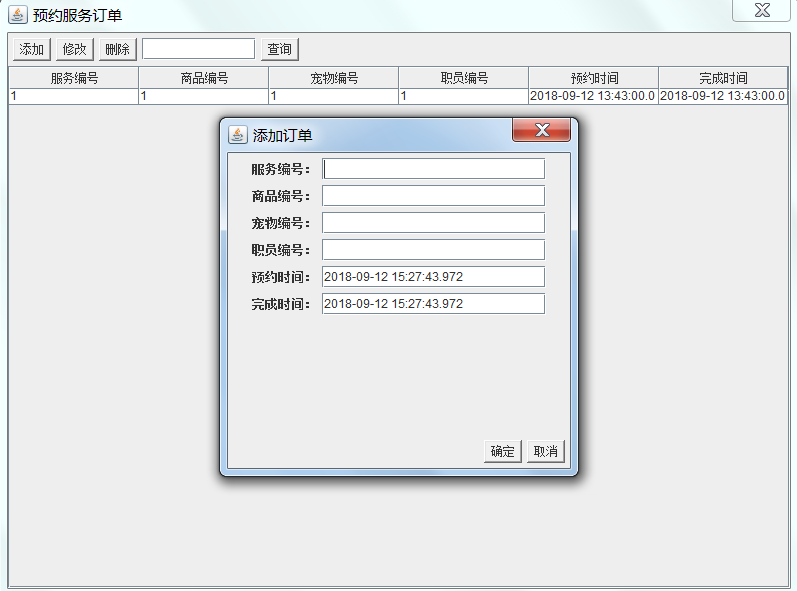 预约服务订单
添加 修改 删除 查询
服务编号 商品编号 宠物编号 职员编号 预约时间 完成时间
1 1 1 1 2018-09-12 13:43:00.0 2018-09-12 13:43:00.0
添加订单
服务编号：
商品编号：
宠物编号：
职员编号：
预约时间： 2018-09-12 15:27:43.972
完成时间： 2018-09-12 15:27:43.972
确定 取消